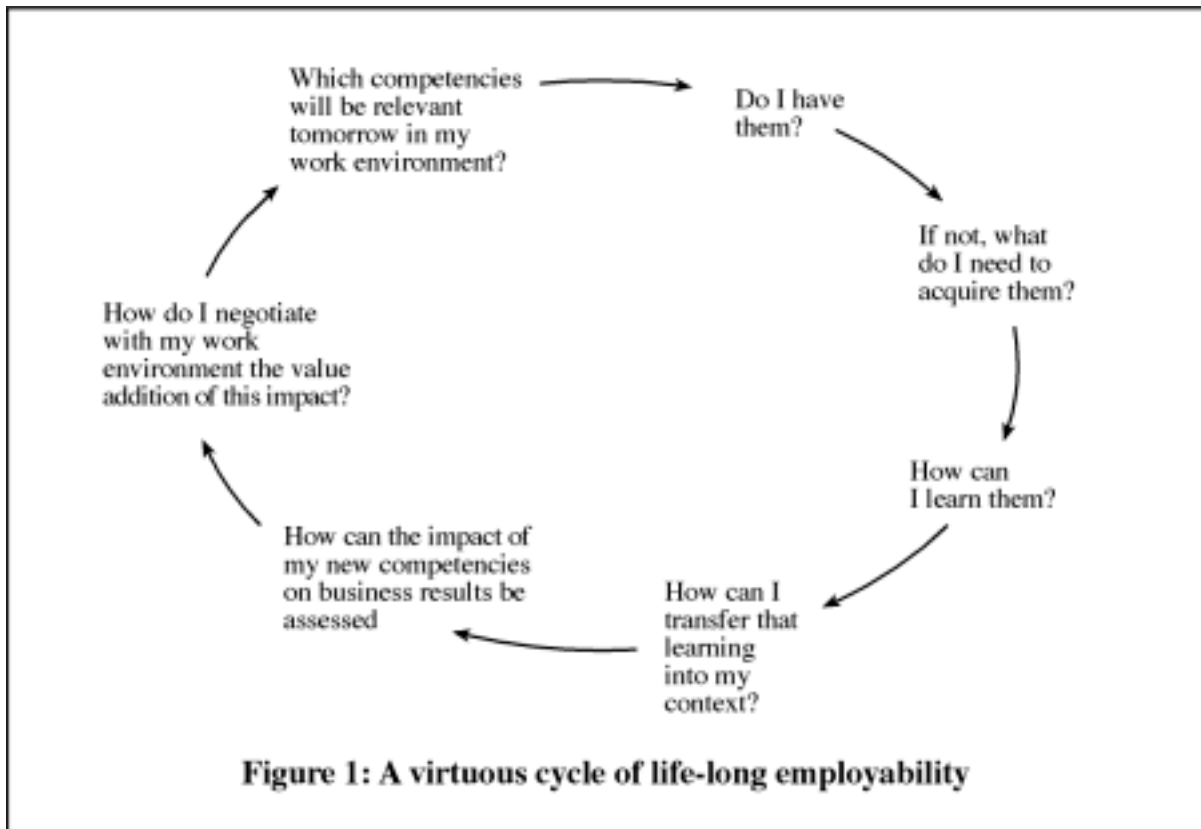 Which competencies
will be relevant
tomorrow in my
work environment?
Do I have
them?
If not, what
do I need to
acquire them?
How can
I learn them?
How can I
transfer that
learning
into my
context?
How can the impact of
my new competencies
on business results be
assessed
How do I negotiate
with my work
environment the value
addition of this impact?
Figure 1: A virtuous cycle of life-long employability